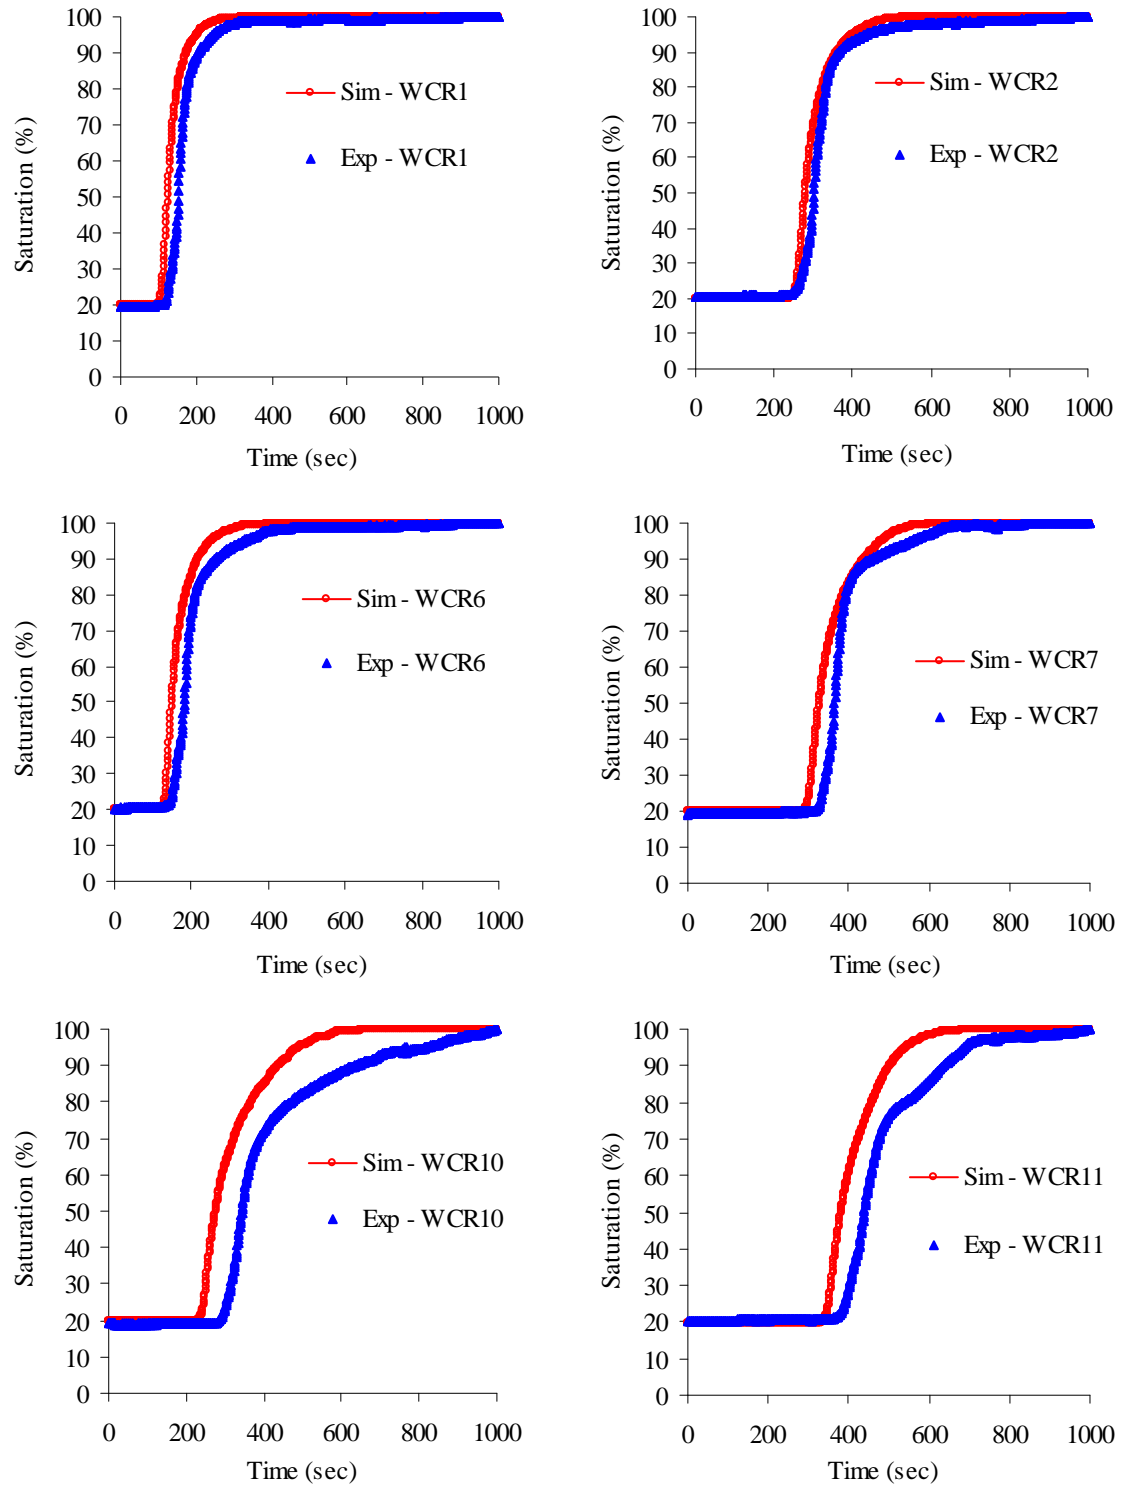 100
90
80
70
60
50
40
30
20
10
0
Saturation (%)
Sim - WCR1
Exp - WCR1
0 200 400 600 800 1000
Time (sec)
100
90
80
70
60
50
40
30
20
10
0
Saturation (%)
Sim - WCR2
Exp - WCR2
0 200 400 600 800 1000
Time (sec)
100
90
80
70
60
50
40
30
20
10
0
Saturation (%)
Sim - WCR6
Exp - WCR6
0 200 400 600 800 1000
Time (sec)
100
90
80
70
60
50
40
30
20
10
0
Saturation (%)
Sim - WCR7
Exp - WCR7
0 200 400 600 800 1000
Time (sec)
100
90
80
70
60
50
40
30
20
10
0
Saturation (%)
Sim - WCR10
Exp - WCR10
0 200 400 600 800 1000
Time (sec)
100
90
80
70
60
50
40
30
20
10
0
Saturation (%)
Sim - WCR11
Exp - WCR11
0 200 400 600 800 1000
Time (sec)